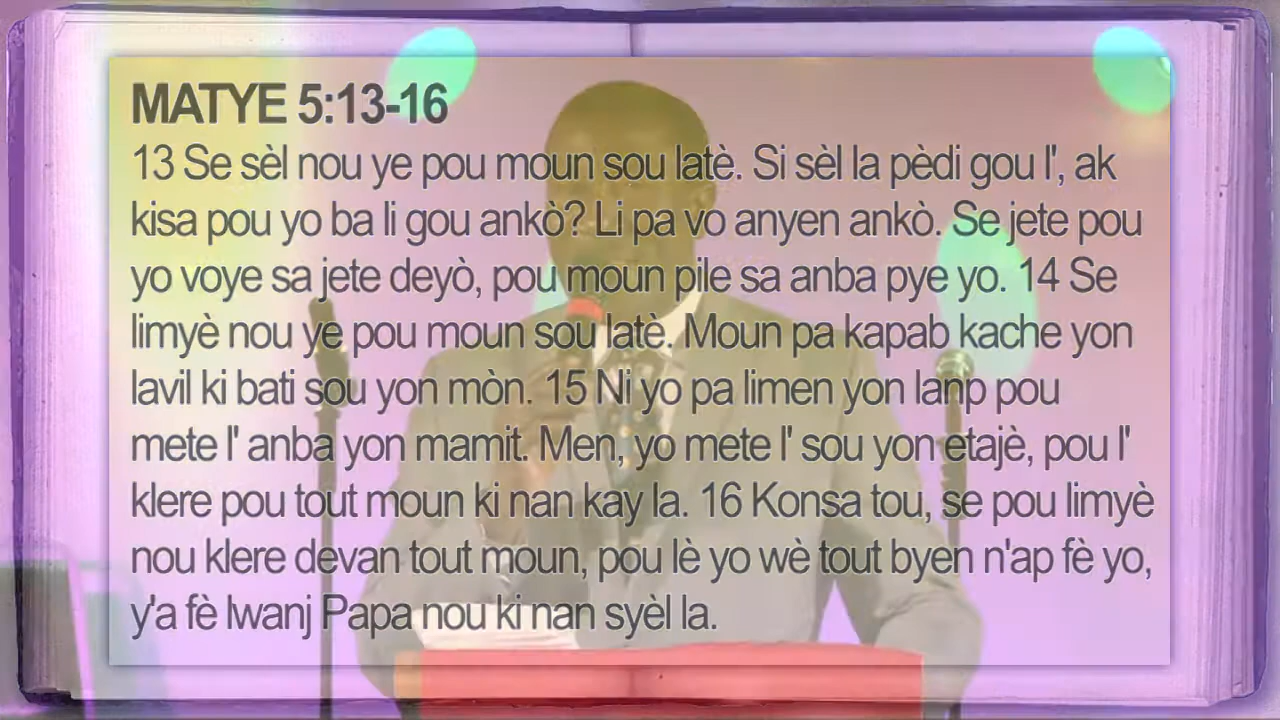 MATYE 5:13-16
13 Se sèl nou ye pou moun sou latè. Si sèl la pèdi gou l', ak
kisa pou yo ba li gou ankò? Li pa vo anyen ankò. Se jete pou
yo voye sa jete deyò, pou moun pile sa anba pye yo. 14 Se
limyè nou ye pou moun sou latè. Moun pa kapab kache yon
lavil ki bati sou yon mòn. 15 Ni yo pa limen yon lanp pou
mete l' anba yon mamit. Men, yo mete l' sou yon etajè, pou l'
klere pou tout moun ki nan kay la. 16 Konsa tou, se pou limyè
nou klere devan tout moun, pou lè yo wè tout byen n'ap fè yo,
y'a fè lwanj Papa nou ki nan syèl la.